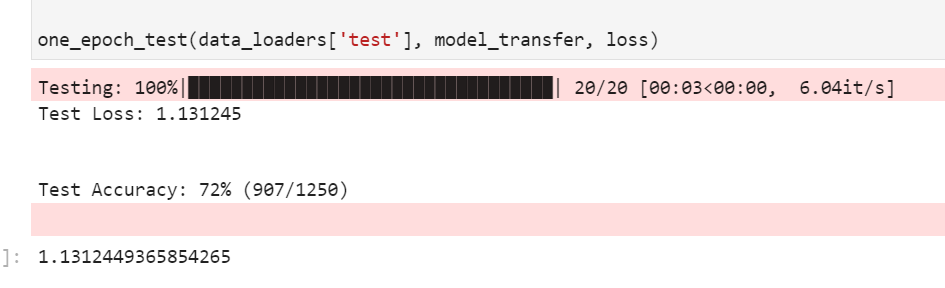 one_epoch_test(data_loaders['test'], model_transfer, loss)
Testing: 100%|██████████████████████████████████| 20/20 [00:03<00:00,  6.04it/s]
Test Loss: 1.131245
Test Accuracy: 72% (907/1250)
]: 1.1312449365854265